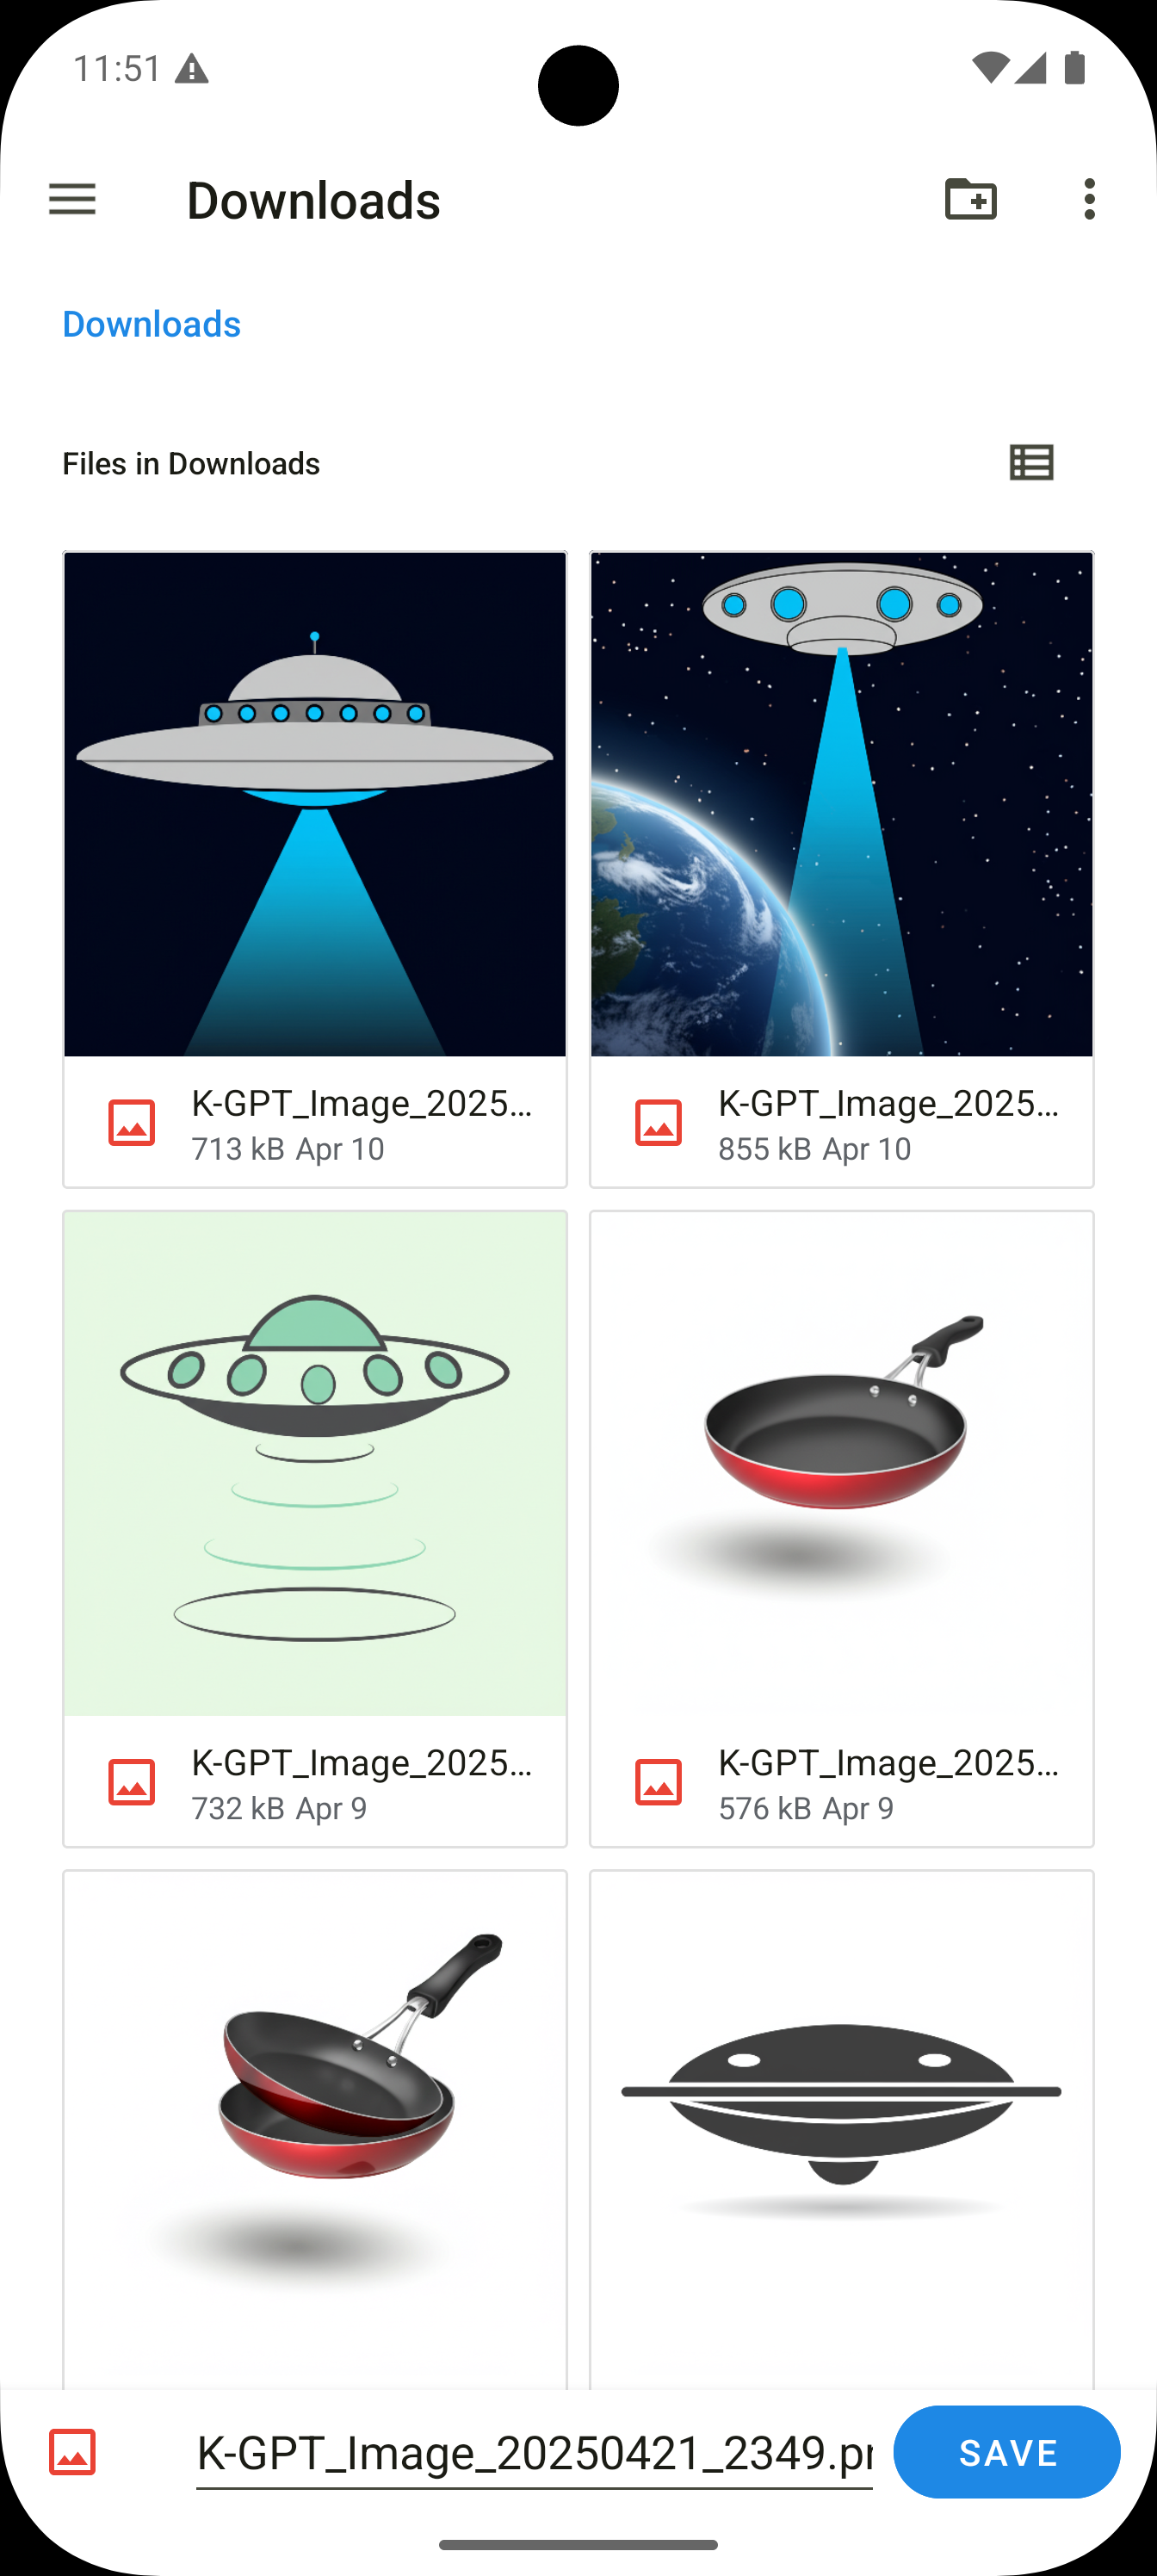 11:51
Downloads
Downloads
Files in Downloads
K-GPT_Image_2025...
713 kB Apr 10
K-GPT_Image_2025...
855 kB Apr 10
K-GPT_Image_2025...
732 kB Apr 9
K-GPT_Image_2025...
576 kB Apr 9
K-GPT_Image_20250421_2349.pr
SAVE